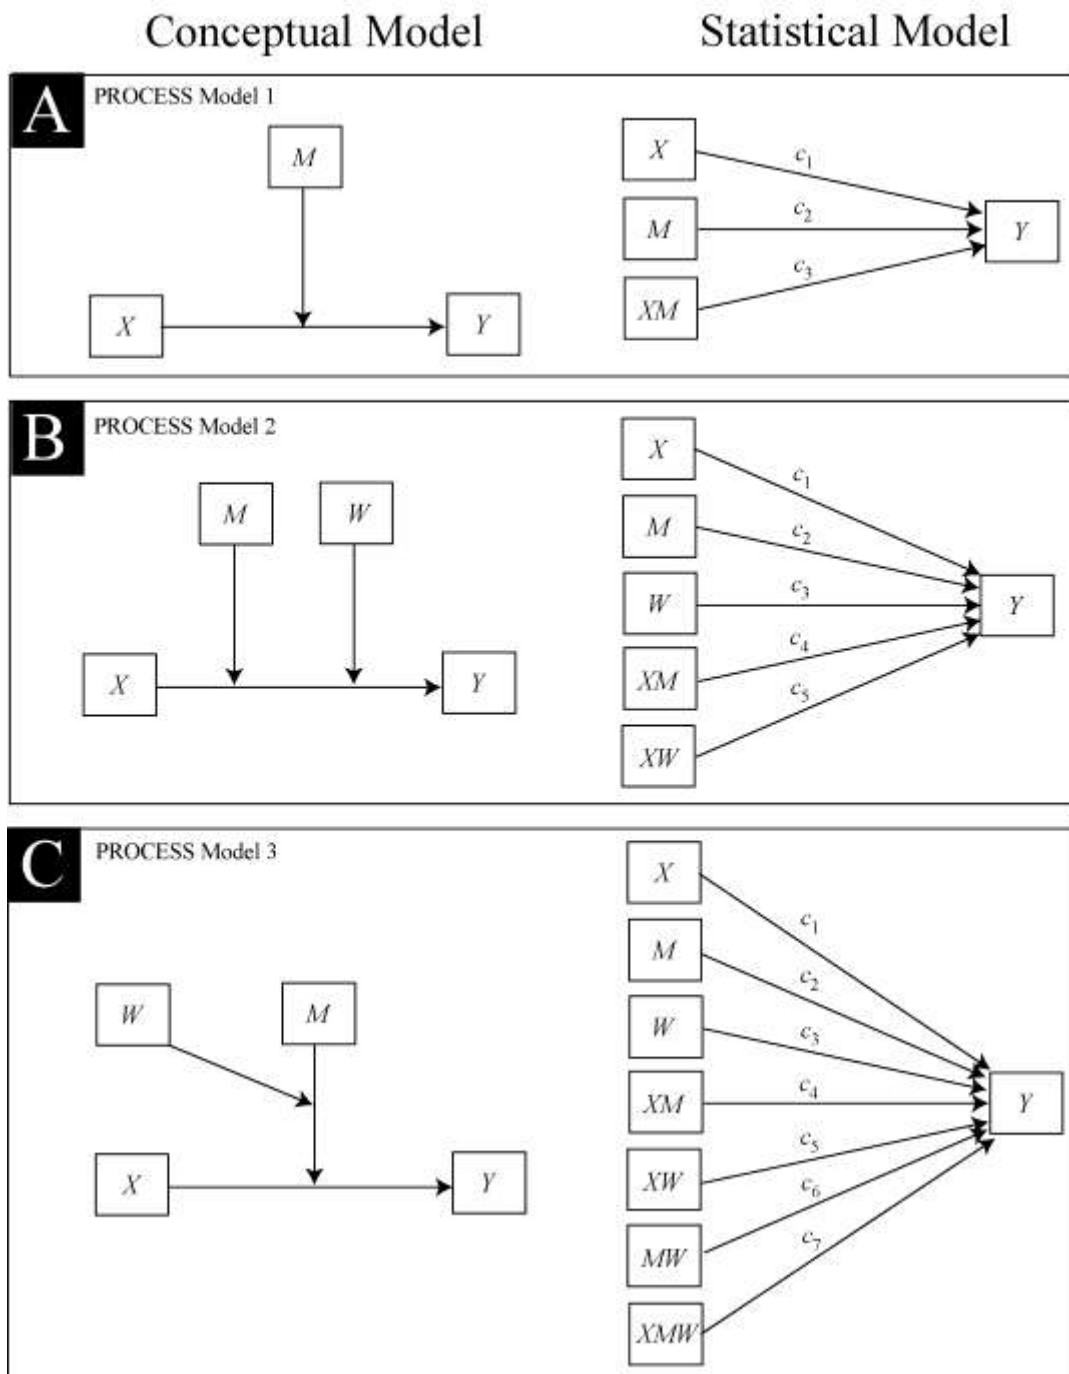 Conceptual Model
Statistical Model
A
PROCESS Model 1
M
X
Y
X
M
XM
c1
c2
c3
Y
B
PROCESS Model 2
M
W
X
Y
X
M
W
XM
XW
c1
c2
c3
c4
c5
Y
C
PROCESS Model 3
W
M
X
Y
X
M
W
XM
XW
MW
XMW
c1
c2
c3
c4
c5
c6
c7
Y